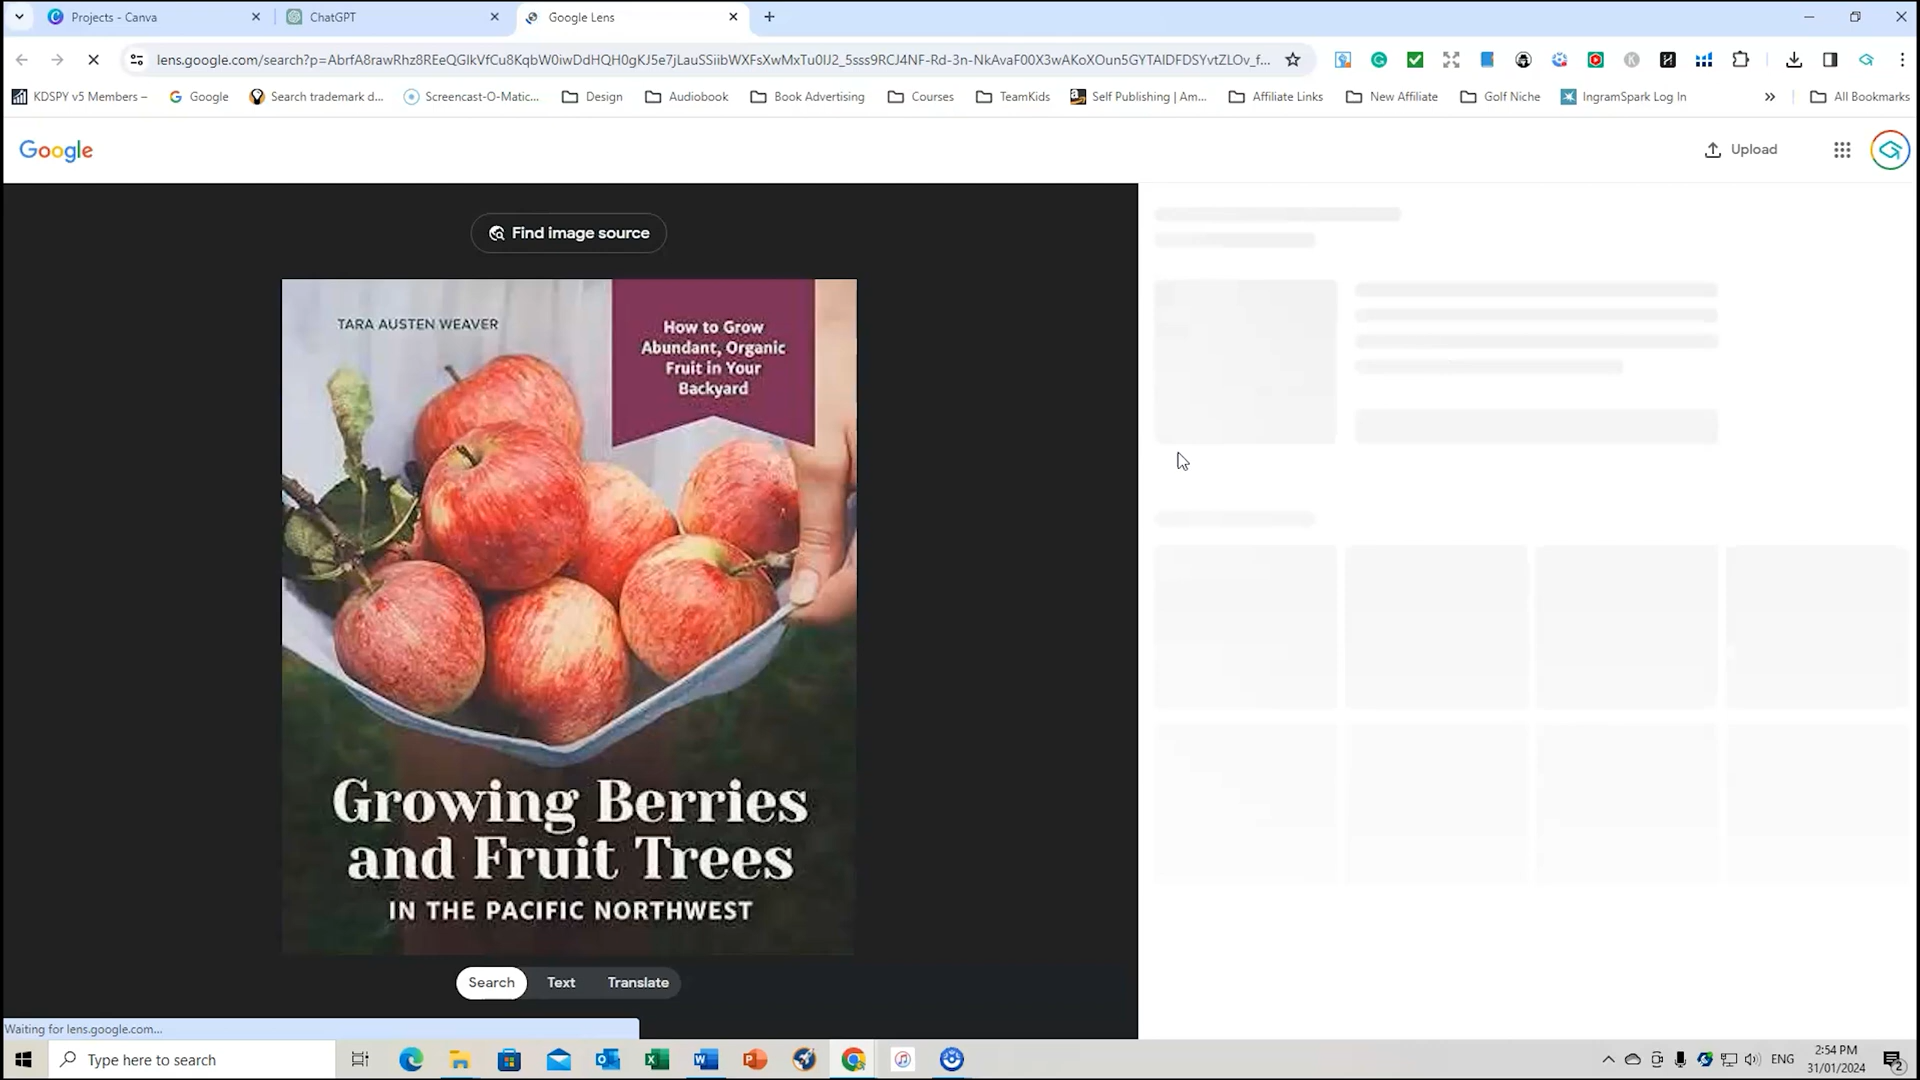 Projects - Canva
ChatGPT
Google Lens
lens.google.com/search?p=AbrfA8rawRhz8REeQGlkVfCu8KqbW0iwDdHQH0gKJ5e7jLauSSiibWXFsXwMxTu0IJ2_5sss9RCJ4NF-Rd-3n-NkAvaF00X3wAKoXOun5GYTAIDFDSYvtZLOv_f...
KDSPY v5 Members –
Google
Search trademark d...
Screencast-O-Matic...
Design
Audiobook
Book Advertising
Courses
TeamKids
Self Publishing | Am...
Affiliate Links
New Affiliate
Golf Niche
IngramSpark Log In
All Bookmarks
Google
Upload
Find image source
TARA AUSTEN WEAVER
How to Grow
Abundant, Organic
Fruit in Your
Backyard
Growing Berries
and Fruit Trees
IN THE PACIFIC NORTHWEST
Search
Text
Translate
Waiting for lens.google.com...
Type here to search
ENG
2:54 PM
31/01/2024
2